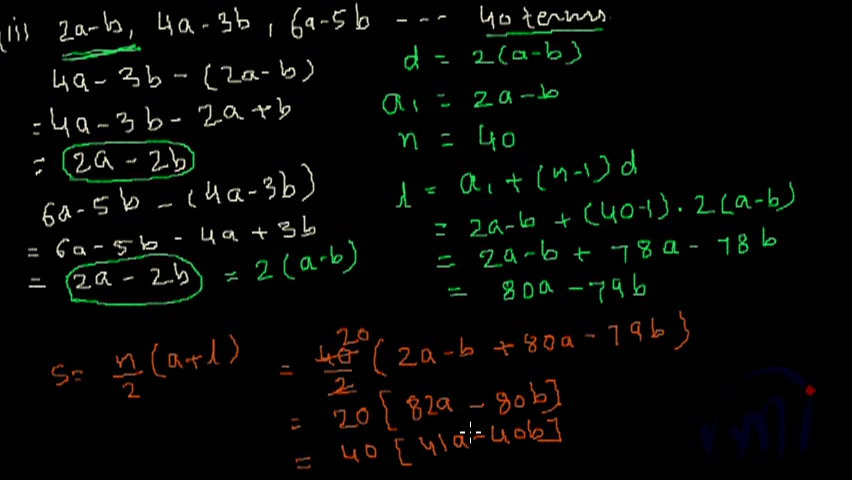 (ii) 2a-b, 4a-3b, 6a-5b --- 40 terms
4a-3b-(2a-b)
=4a-3b-2a+b
= 2a-2b
6a-5b-(4a-3b)
= 6a-5b-4a+3b
= 2a-2b = 2(a-b)
d = 2(a-b)
a₁ = 2a-b
n = 40
l = a₁+(n-1)d
= 2a-b+(40-1).2(a-b)
= 2a-b+78a-78b
= 80a-79b
S= n/2 (a+l) = 40/2 20 (2a-b+80a-79b)
= 20[82a-80b]
= 40[41a-40b]
rmi